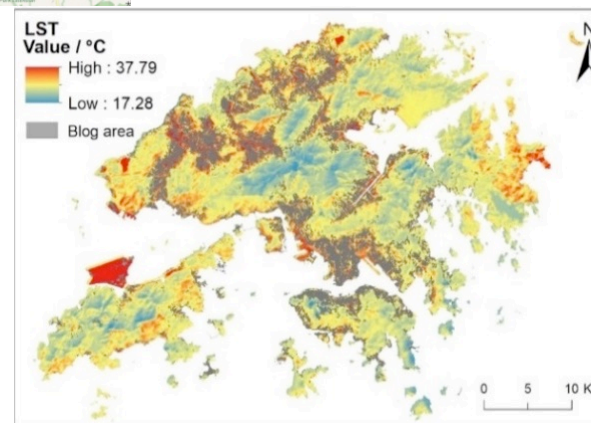 LST
Value / °C
High : 37.79
Low : 17.28
Blog area
N
0 5 10 K